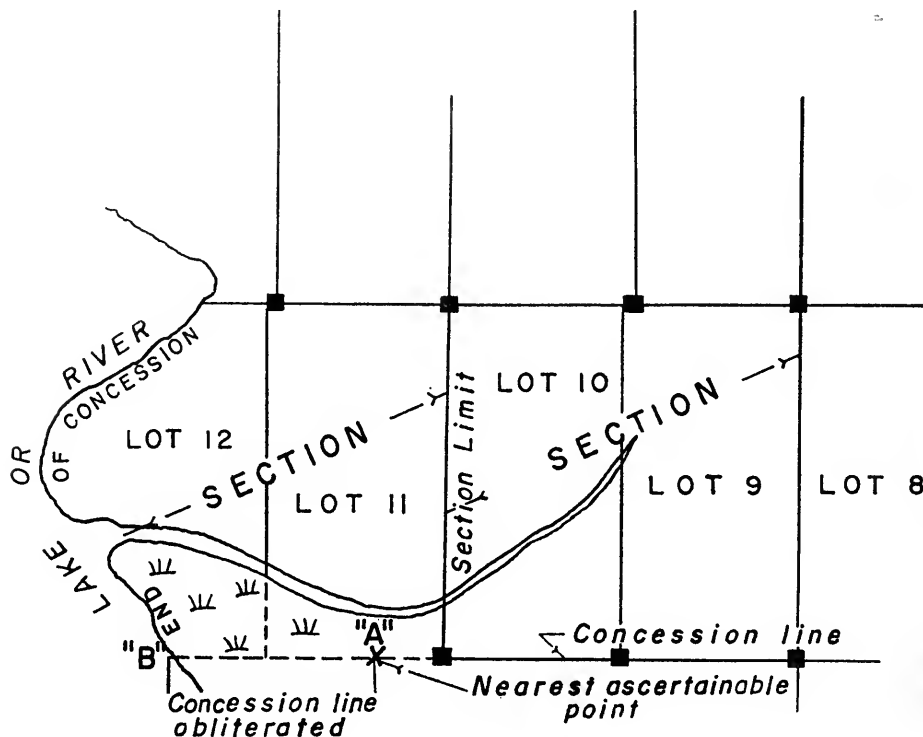 RIVER
CONCESSION
OR
OF
LOT 12
SECTION
LOT 11
Section Limit
LOT 10
SECTION
LOT 9
LOT 8
LAKE
END
"A"
"B"
Concession line
Nearest ascertainable
point
Concession line
obliterated